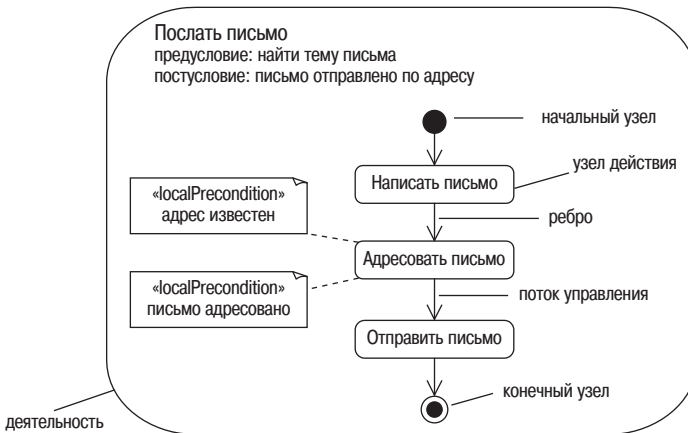 Послать письмо
предусловие: найти тему письма
постусловие: письмо отправлено по адресу
начальный узел
узел действия
Написать письмо
«localPrecondition»
адрес известен
ребро
Адресовать письмо
«localPrecondition»
письмо адресовано
поток управления
Отправить письмо
конечный узел
деятельность